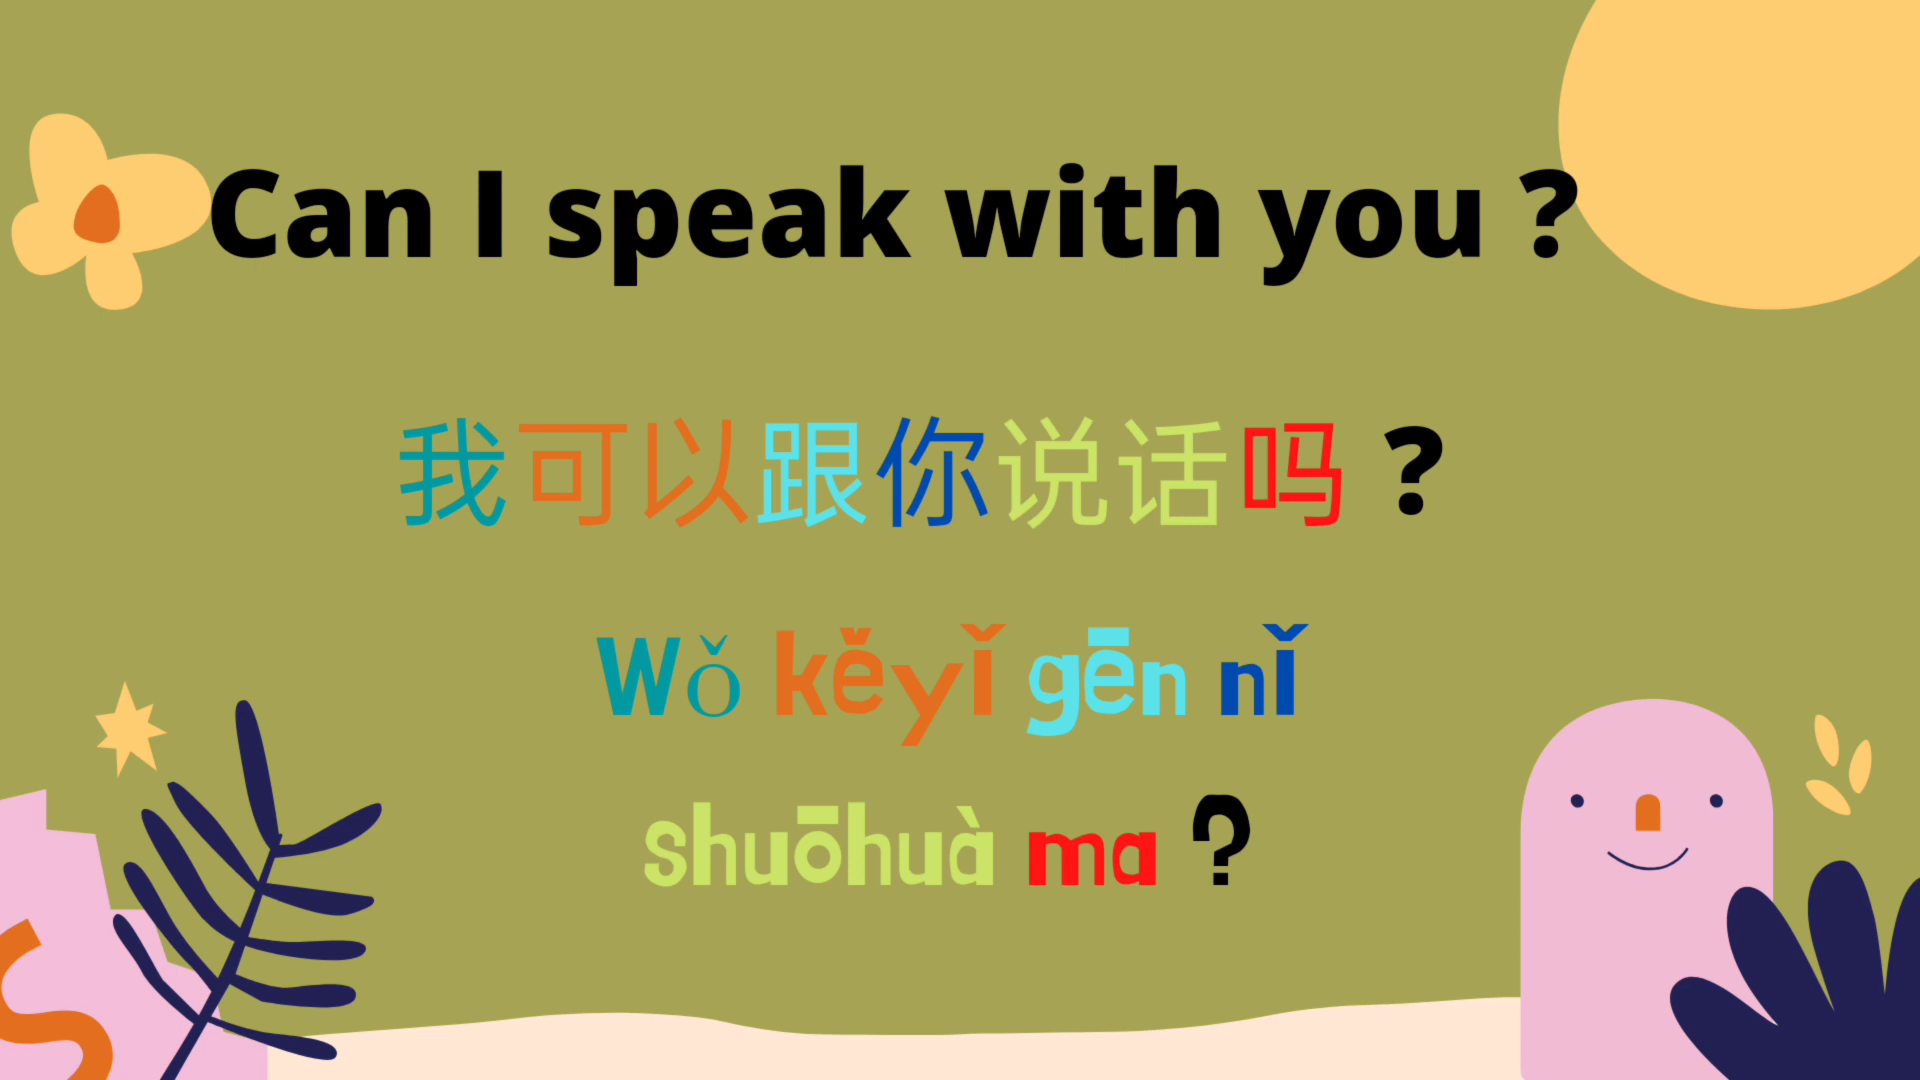 Can I speak with you ?
我可以跟你说话吗 ?
Wǒ kěyǐ gēn nǐ
shuōhuà ma ?